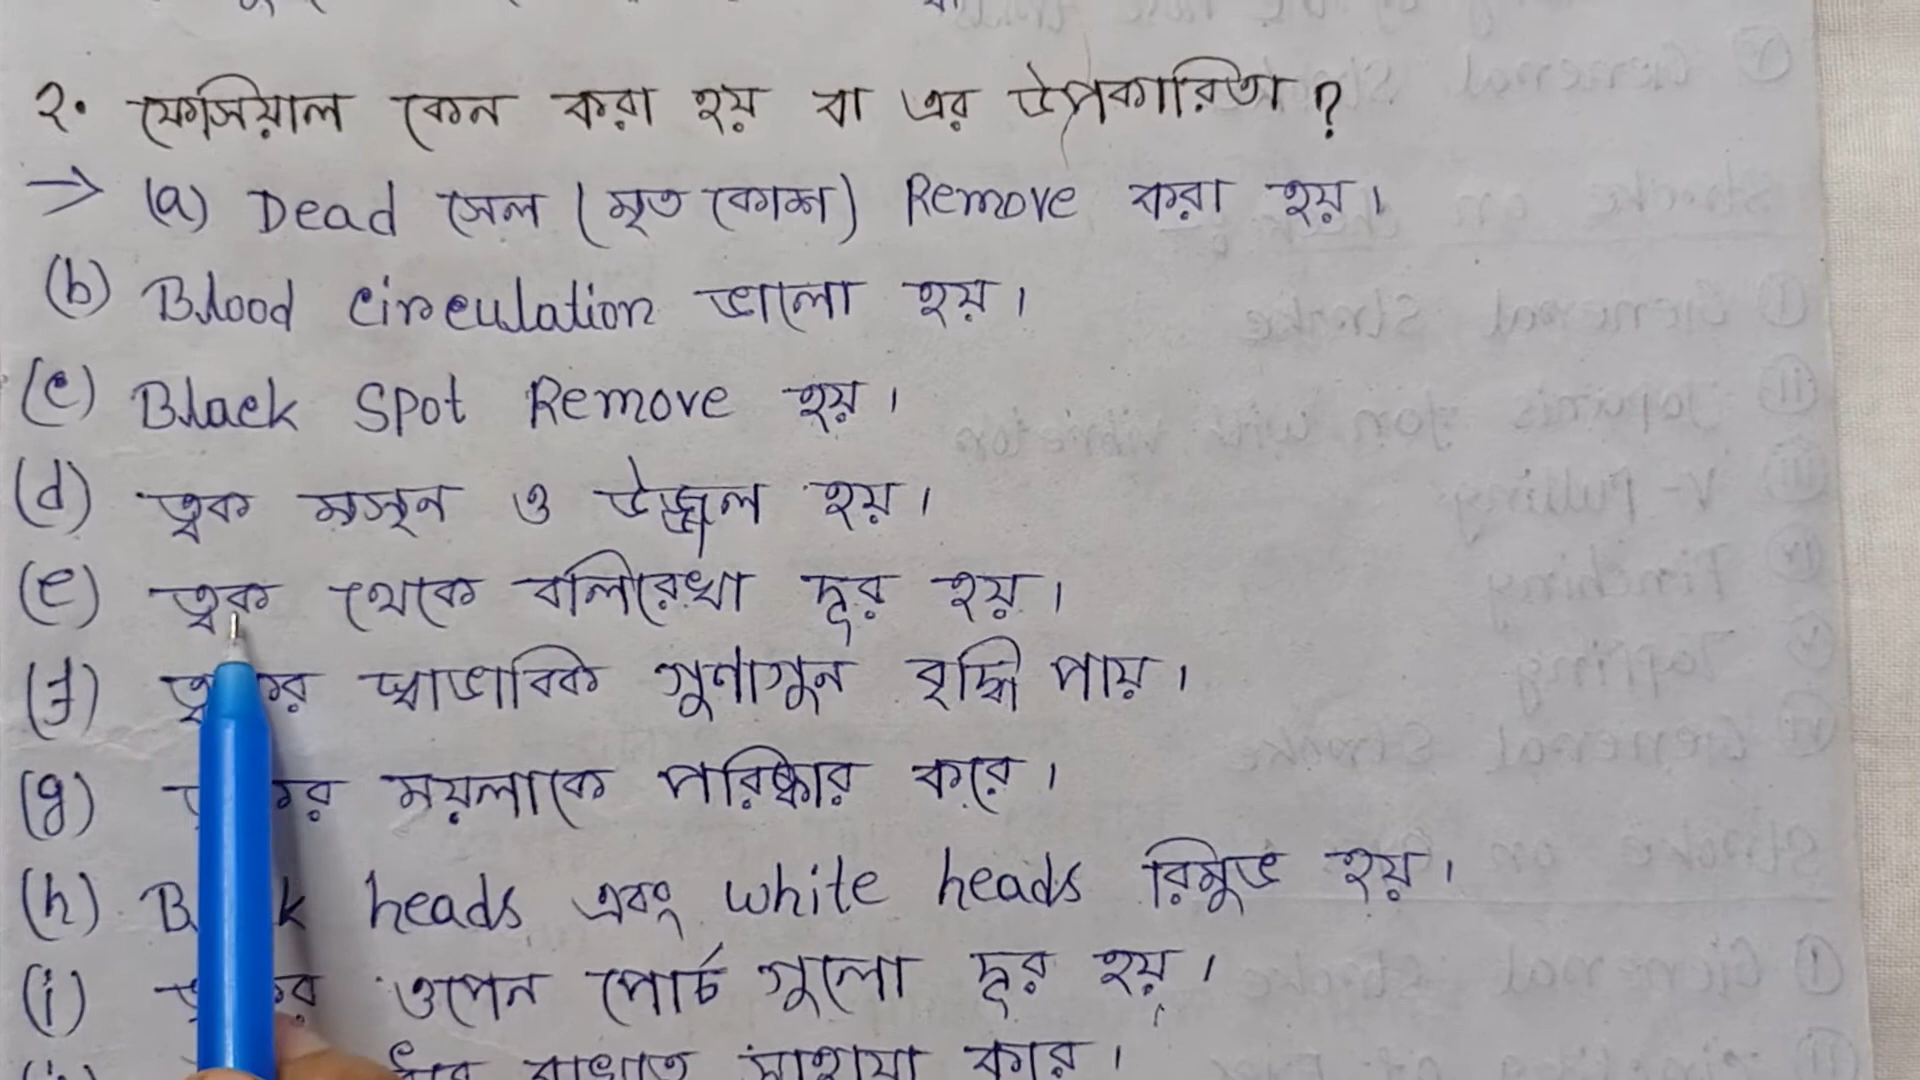 ২. ফেসিয়াল কেন করা হয় বা এর উপকারিতা ?
→ (a) Dead সেল (মৃত কোষ) Remove করা হয়।
(b) Blood circulation ভালো হয়।
(c) Black Spot Remove হয়।
(d) ত্বক মসৃন ও উজ্জ্বল হয়।
(e) ত্বক থেকে বলিরেখা দূর হয়।
(f) স্বাভাবিক গুণাগুন বৃদ্ধি পায়।
(g) ময়লাকে পরিষ্কার করে।
(h) heads এবং white heads রিমুভ হয়।
(i) ওপেন পোর্চ গুলো দূর হয়।
সাহায্য করে।